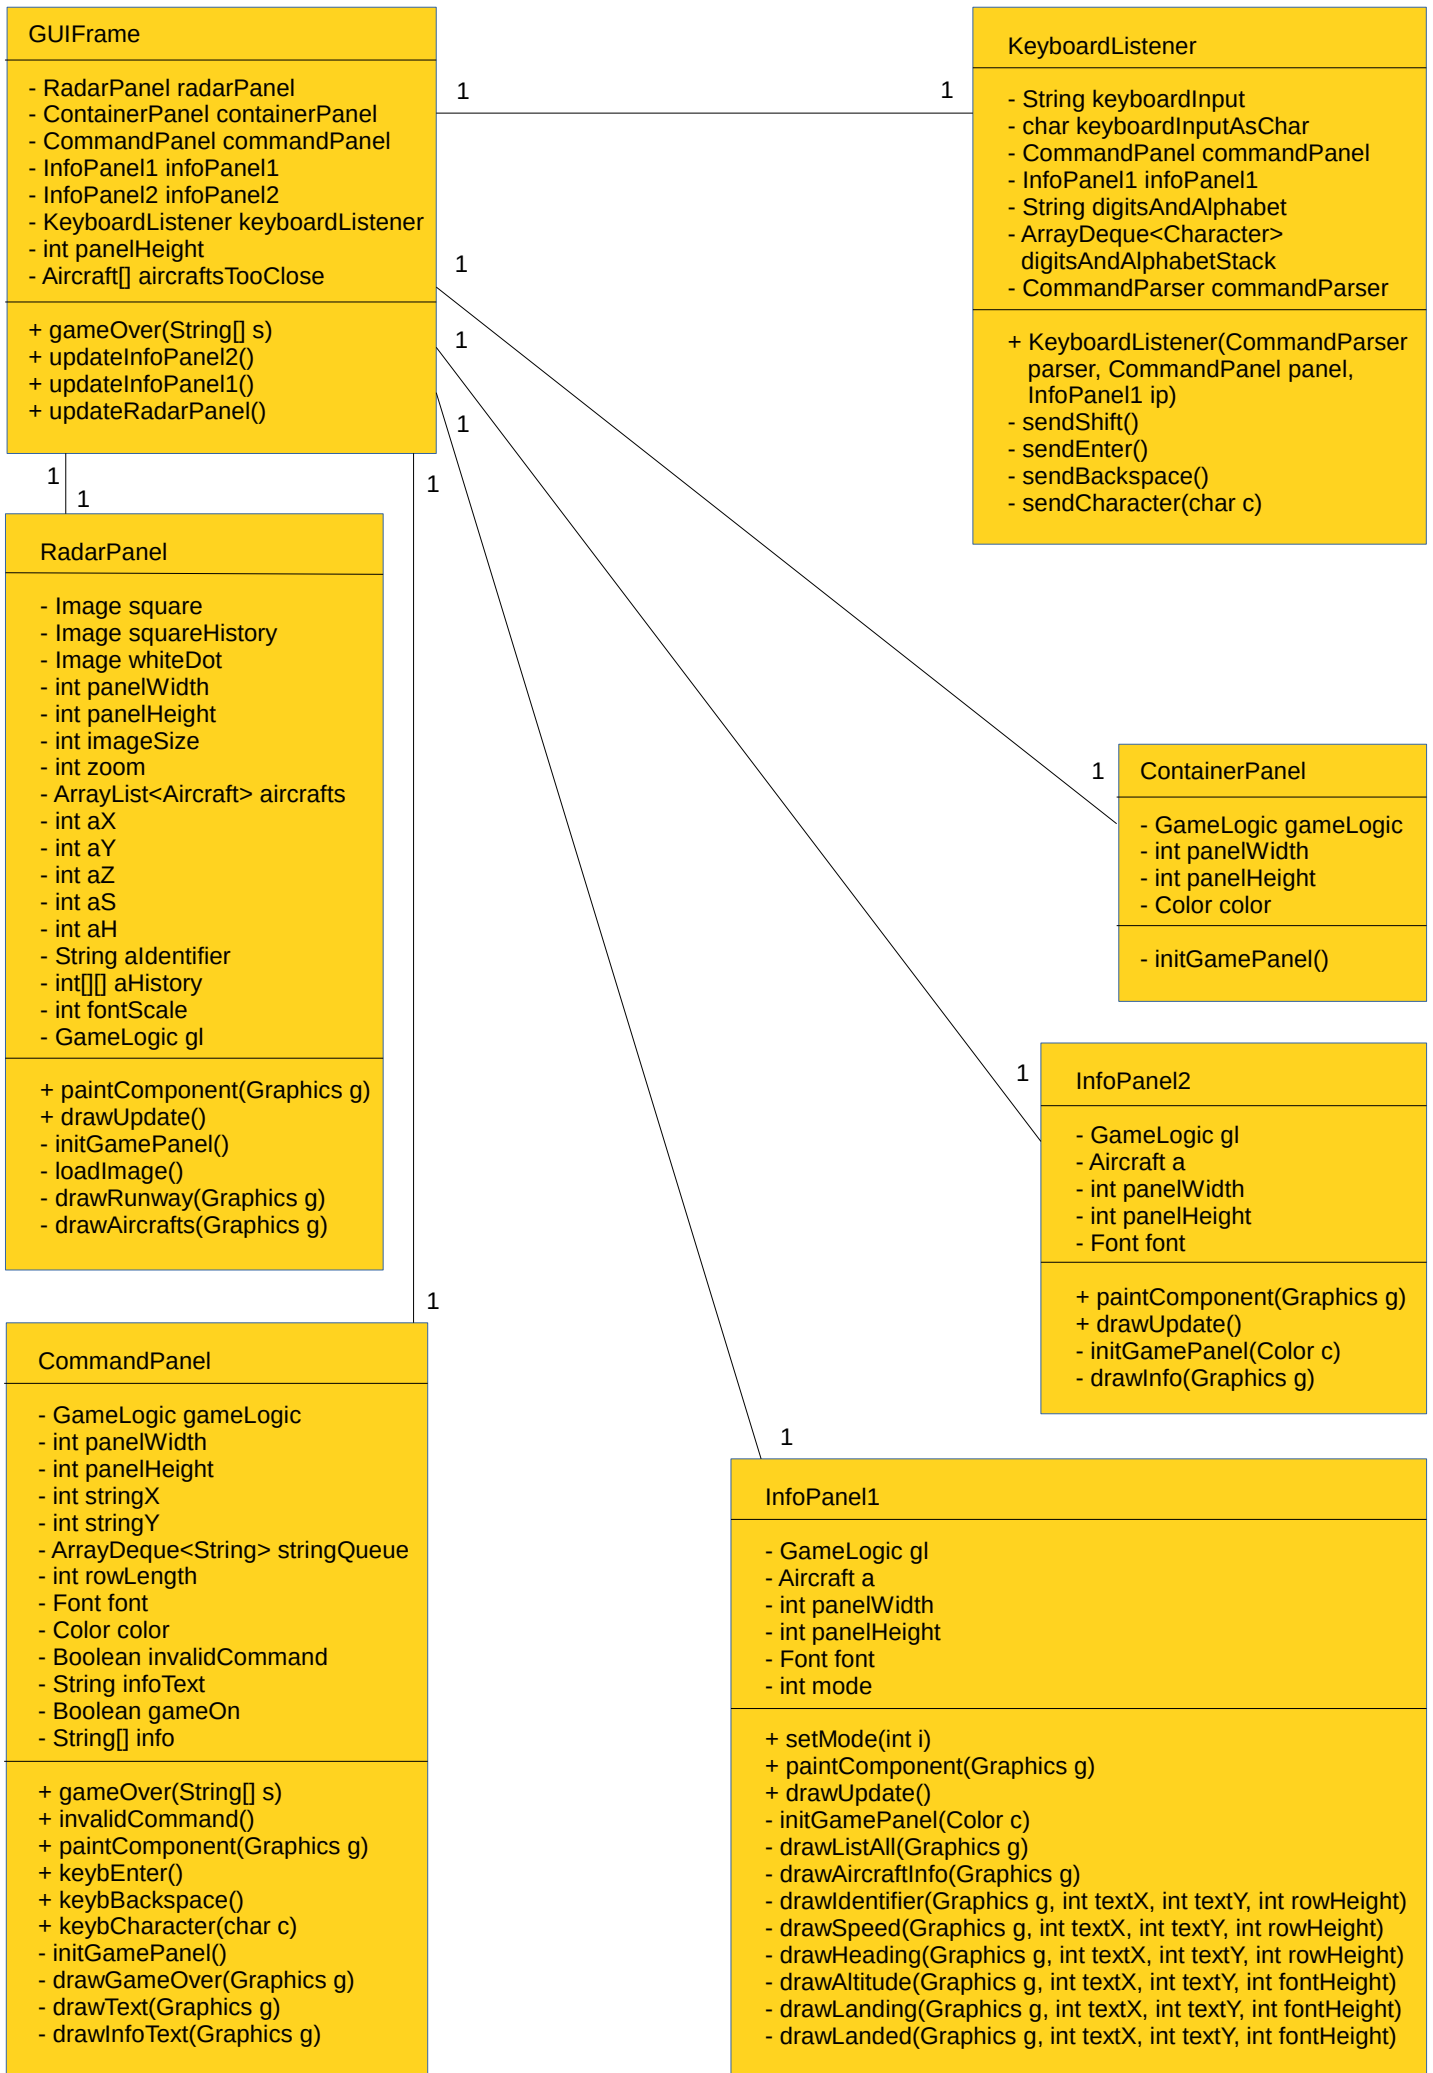 GUIFrame
- RadarPanel radarPanel
- ContainerPanel containerPanel
- CommandPanel commandPanel
- InfoPanel1 infoPanel1
- InfoPanel2 infoPanel2
- KeyboardListener keyboardListener
- int panelHeight
- Aircraft[] aircraftsTooClose
+ gameOver(String[] s)
+ updateInfoPanel2()
+ updateInfoPanel1()
+ updateRadarPanel()
1
1
1
1
1
1
1
1
KeyboardListener
- String keyboardInput
- char keyboardInputAsChar
- CommandPanel commandPanel
- InfoPanel1 infoPanel1
- String digitsAndAlphabet
- ArrayDeque<Character>
digitsAndAlphabetStack
- CommandParser commandParser
+ KeyboardListener(CommandParser
parser, CommandPanel panel,
InfoPanel1 ip)
- sendShift()
- sendEnter()
- sendBackspace()
- sendCharacter(char c)
RadarPanel
- Image square
- Image squareHistory
- Image whiteDot
- int panelWidth
- int panelHeight
- int imageSize
- int zoom
- ArrayList<Aircraft> aircrafts
- int aX
- int aY
- int aZ
- int aS
- int aH
- String aIdentifier
- int[][] aHistory
- int fontScale
- GameLogic gl
+ paintComponent(Graphics g)
+ drawUpdate()
- initGamePanel()
- loadImage()
- drawRunway(Graphics g)
- drawAircrafts(Graphics g)
1
ContainerPanel
- GameLogic gameLogic
- int panelWidth
- int panelHeight
- Color color
- initGamePanel()
1
InfoPanel2
- GameLogic gl
- Aircraft a
- int panelWidth
- int panelHeight
- Font font
+ paintComponent(Graphics g)
+ drawUpdate()
- initGamePanel(Color c)
- drawInfo(Graphics g)
1
CommandPanel
- GameLogic gameLogic
- int panelWidth
- int panelHeight
- int stringX
- int stringY
- ArrayDeque<String> stringQueue
- int rowLength
- Font font
- Color color
- Boolean invalidCommand
- String infoText
- Boolean gameOn
- String[] info
+ gameOver(String[] s)
+ invalidCommand()
+ paintComponent(Graphics g)
+ keybEnter()
+ keybBackspace()
+ keybCharacter(char c)
- initGamePanel()
- drawGameOver(Graphics g)
- drawText(Graphics g)
- drawInfoText(Graphics g)
1
InfoPanel1
- GameLogic gl
- Aircraft a
- int panelWidth
- int panelHeight
- Font font
- int mode
+ setMode(int i)
+ paintComponent(Graphics g)
+ drawUpdate()
- initGamePanel(Color c)
- drawListAll(Graphics g)
- drawAircraftInfo(Graphics g)
- drawIdentifier(Graphics g, int textX, int textY, int rowHeight)
- drawSpeed(Graphics g, int textX, int textY, int rowHeight)
- drawHeading(Graphics g, int textX, int textY, int rowHeight)
- drawAltitude(Graphics g, int textX, int textY, int fontHeight)
- drawLanding(Graphics g, int textX, int textY, int fontHeight)
- drawLanded(Graphics g, int textX, int textY, int fontHeight)